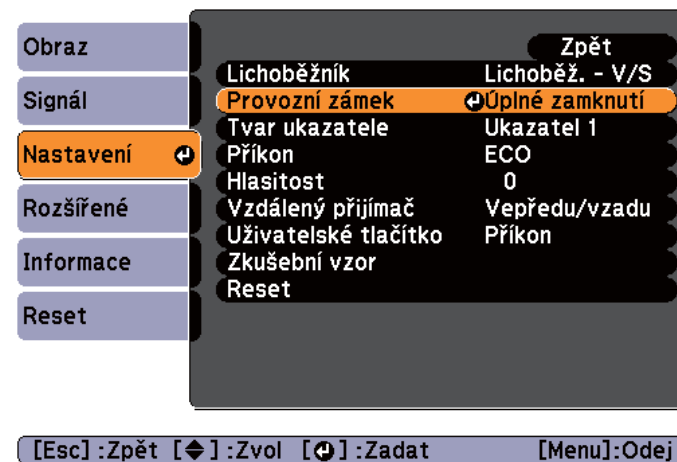 Obraz
Signál
Nastavení
Rozšířené
Informace
Reset
Zpět
Lichoběžník Lichoběž. - V/S
Provozní zámek Úplné zamknutí
Tvar ukazatele Ukazatel 1
Příkon ECO
Hlasitost 0
Vzdálený přijímač Vepředu/vzadu
Uživatelské tlačítko Příkon
Zkušební vzor
Reset
[Esc] :Zpět [◆] :Zvol [⏎] :Zadat [Menu]:Odej